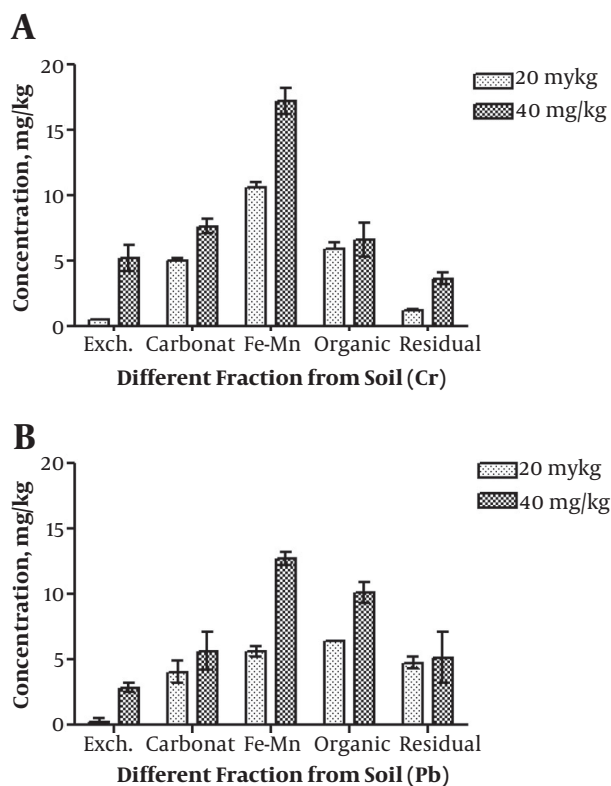 A
Concentration, mg/kg
20
15
10
5
0
20 mykg
40 mg/kg
Exch. Carbonat Fe-Mn Organic Residual
Different Fraction from Soil (Cr)
B
Concentration, mg/kg
20
15
10
5
0
20 mykg
40 mg/kg
Exch. Carbonat Fe-Mn Organic Residual
Different Fraction from Soil (Pb)